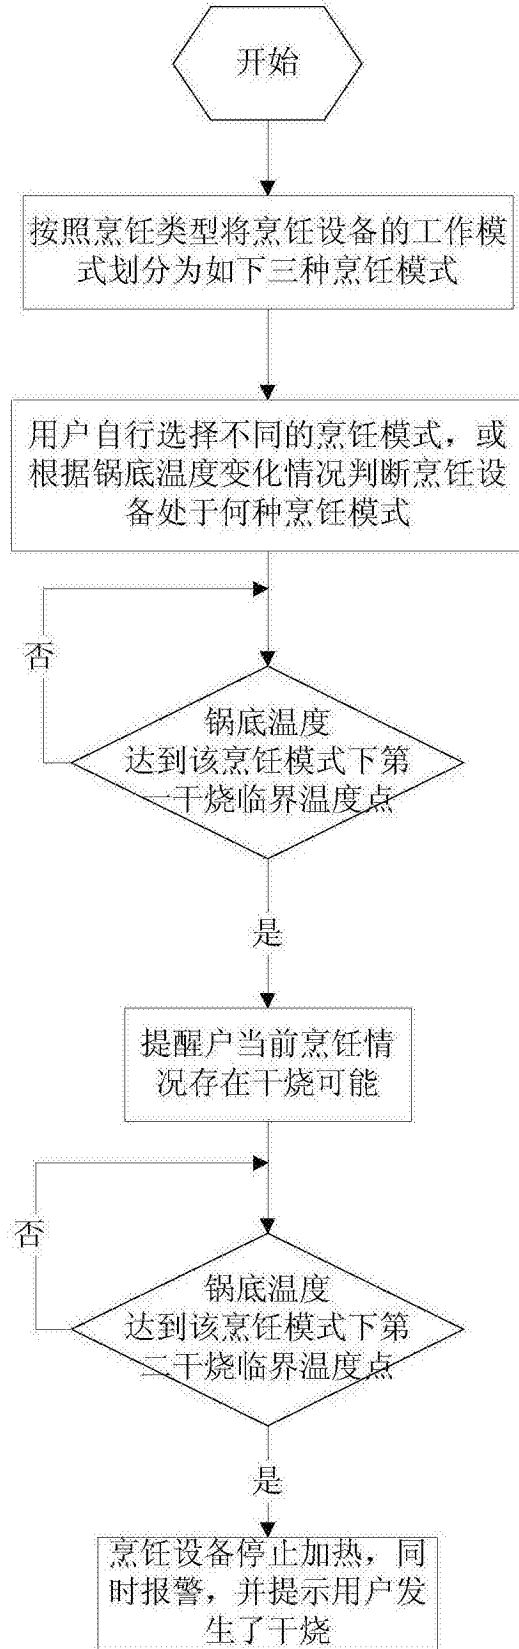 开始
按照烹饪类型将烹饪设备的工作模
式划分为如下三种烹饪模式
用户自行选择不同的烹饪模式，或
根据锅底温度变化情况判断烹饪设
备处于何种烹饪模式
否
锅底温度
达到该烹饪模式下第
一干烧临界温度点
是
提醒户当前烹饪情
况存在干烧可能
否
锅底温度
达到该烹饪模式下第
二干烧临界温度点
是
烹饪设备停止加热，同
时报警，并提示用户发
生了干烧